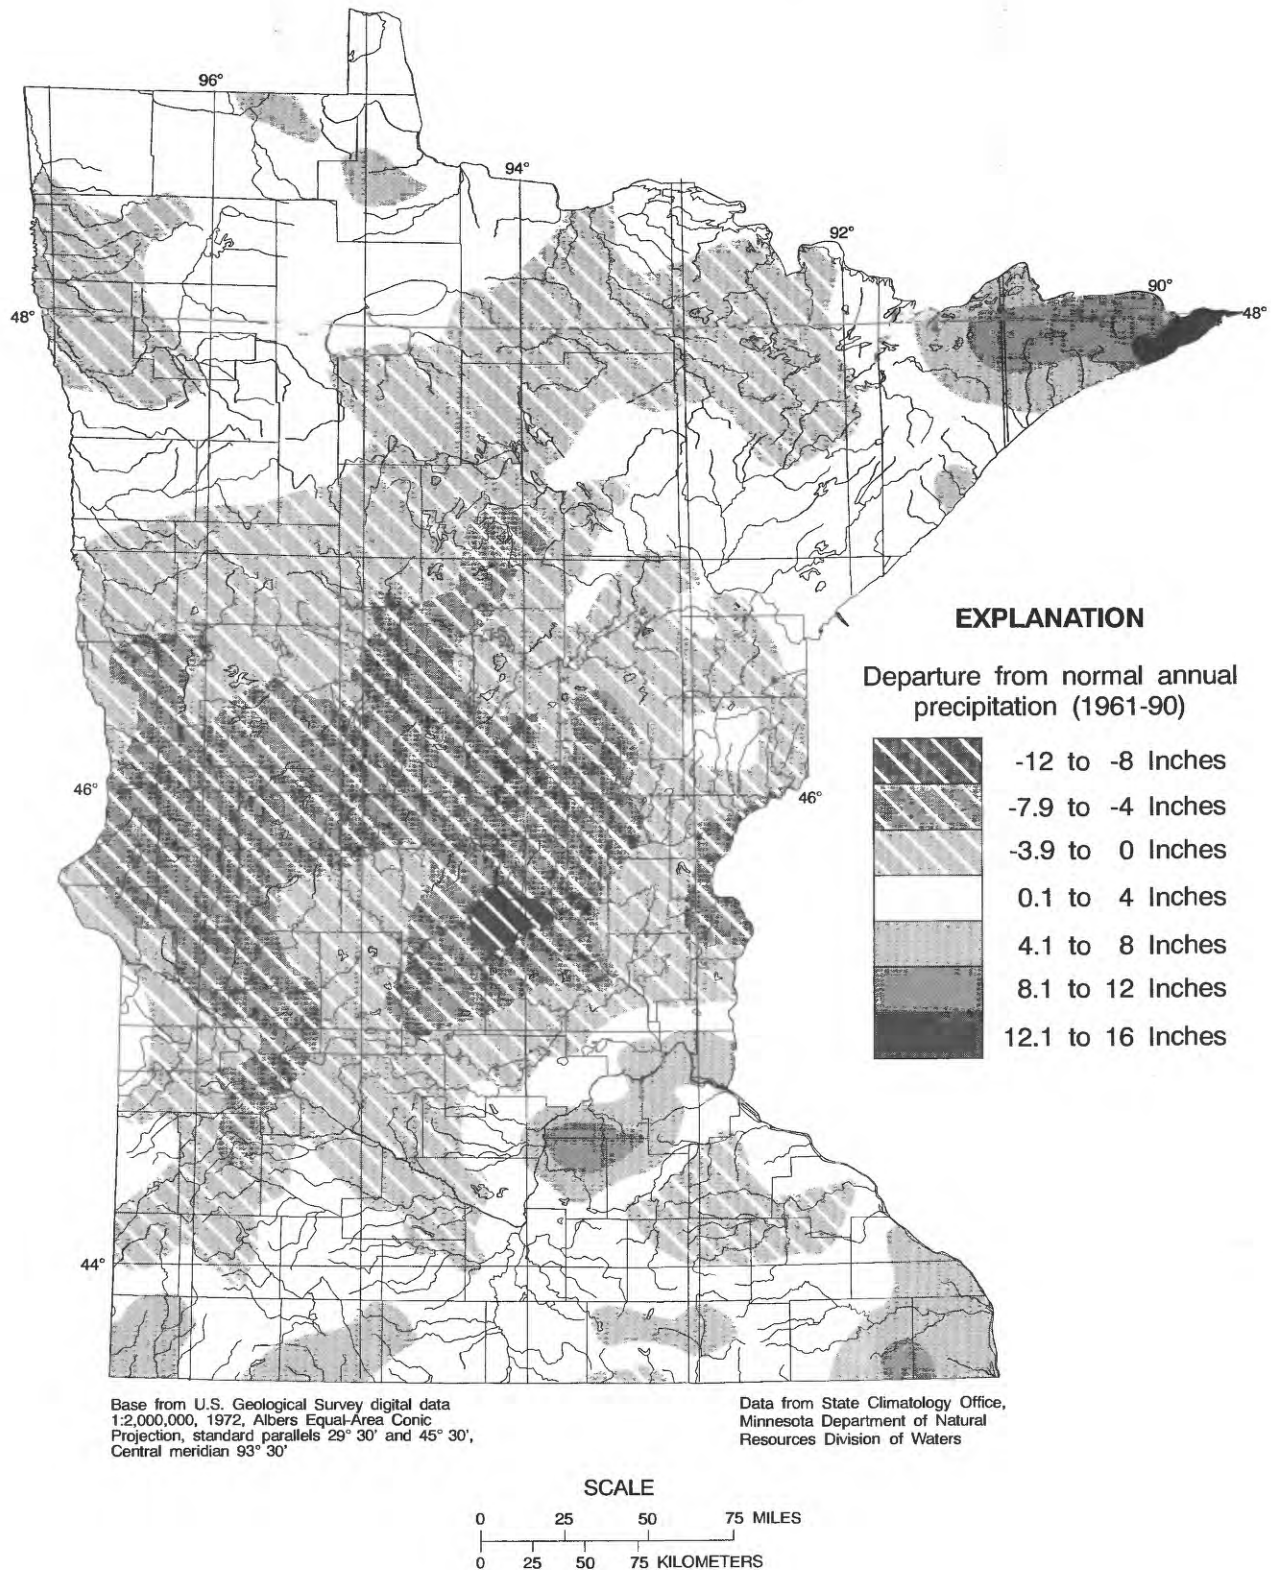 96°
94°
92°
90°
48°
48°
EXPLANATION
Departure from normal annual
precipitation (1961-90)
-12 to -8 Inches
-7.9 to -4 Inches
-3.9 to 0 Inches
0.1 to 4 Inches
4.1 to 8 Inches
8.1 to 12 Inches
12.1 to 16 Inches
46°
46°
44°
Base from U.S. Geological Survey digital data
1:2,000,000, 1972, Albers Equal-Area Conic
Projection, standard parallels 29° 30' and 45° 30',
Central meridian 93° 30'
Data from State Climatology Office,
Minnesota Department of Natural
Resources Division of Waters
SCALE
0 25 50 75 MILES
0 25 50 75 KILOMETERS